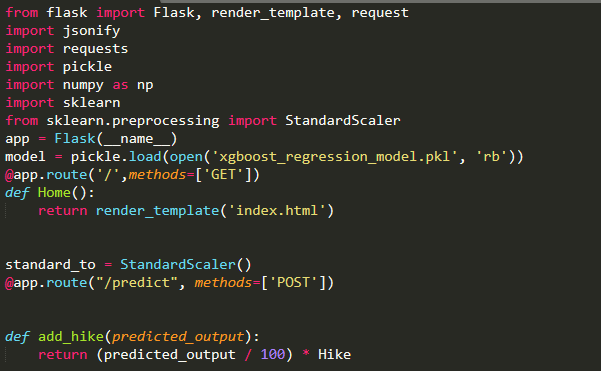 from flask import Flask, render_template, request
import jsonify
import requests
import pickle
import numpy as np
import sklearn
from sklearn.preprocessing import StandardScaler
app = Flask(__name__)
model = pickle.load(open('xgboost_regression_model.pkl', 'rb'))
@app.route('/',methods=['GET'])
def Home():
    return render_template('index.html')
standard_to = StandardScaler()
@app.route("/predict", methods=['POST'])
def add_hike(predicted_output):
    return (predicted_output / 100) * Hike